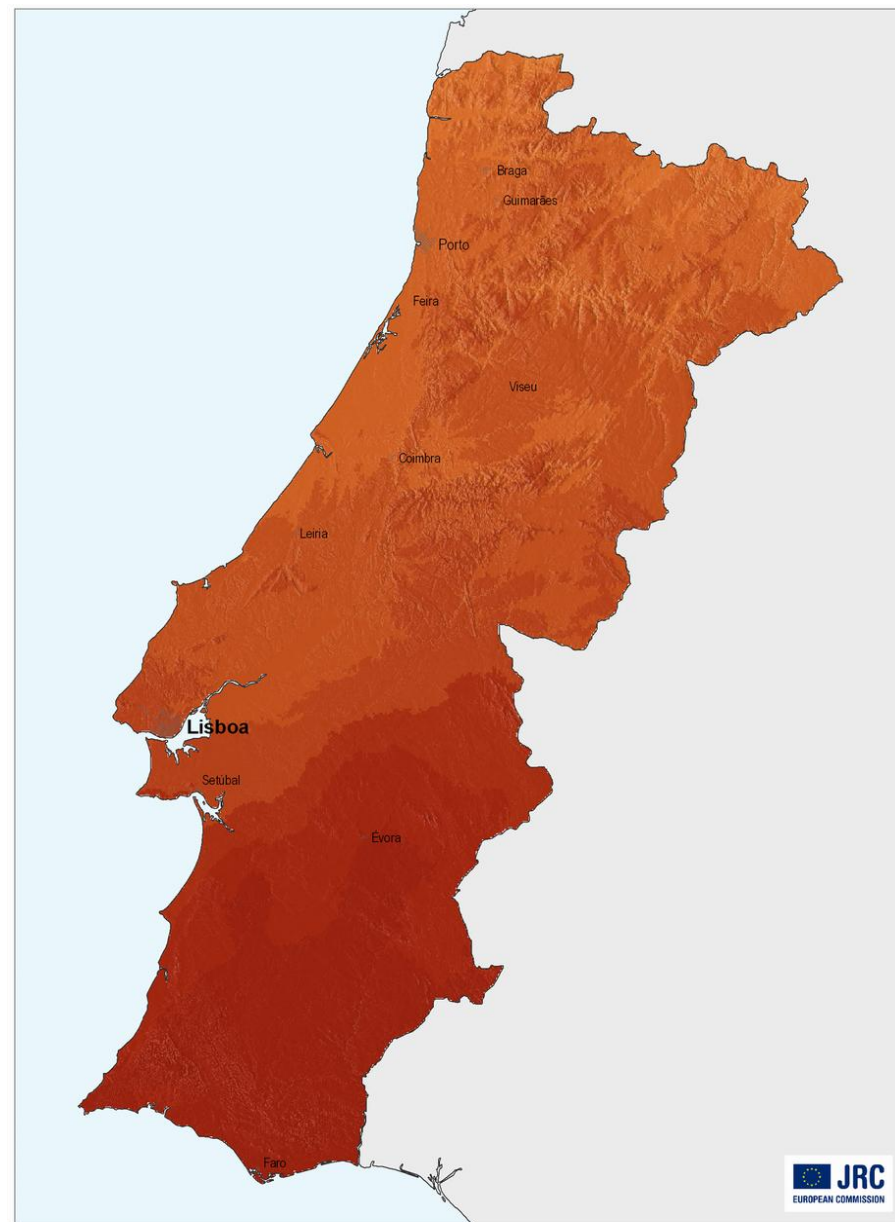 Braga
Guimarães
Porto
Feira
Viseu
Coimbra
Leiria
Lisboa
Setúbal
Évora
Faro
JRC
EUROPEAN COMMISSION